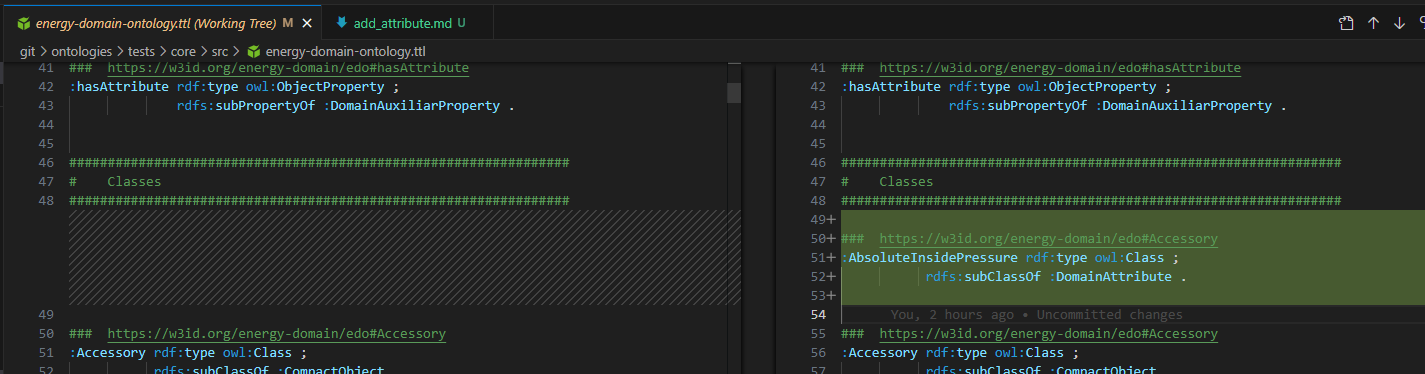 energy-domain-ontology.ttl (Working Tree) M
add_attribute.md U
git > ontologies > tests > core > src > energy-domain-ontology.ttl
41 ### https://w3id.org/energy-domain/edo#hasAttribute
42 :hasAttribute rdf:type owl:ObjectProperty ;
43 rdfs:subPropertyOf :DomainAuxiliarProperty .
44
45
46 #################################################################
47 # Classes
48 #################################################################
49
50 ### https://w3id.org/energy-domain/edo#Accessory
51 :Accessory rdf:type owl:Class ;
52 rdfs:subClassOf :CompactObject
41 ### https://w3id.org/energy-domain/edo#hasAttribute
42 :hasAttribute rdf:type owl:ObjectProperty ;
43 rdfs:subPropertyOf :DomainAuxiliarProperty .
44
45
46 #################################################################
47 # Classes
48 #################################################################
49+
50+ ### https://w3id.org/energy-domain/edo#Accessory
51+ :AbsoluteInsidePressure rdf:type owl:Class ;
52+ rdfs:subClassOf :DomainAttribute .
53+
54 You, 2 hours ago • Uncommitted changes
55 ### https://w3id.org/energy-domain/edo#Accessory
56 :Accessory rdf:type owl:Class ;
57 rdfs:subClassOf :CompactObject